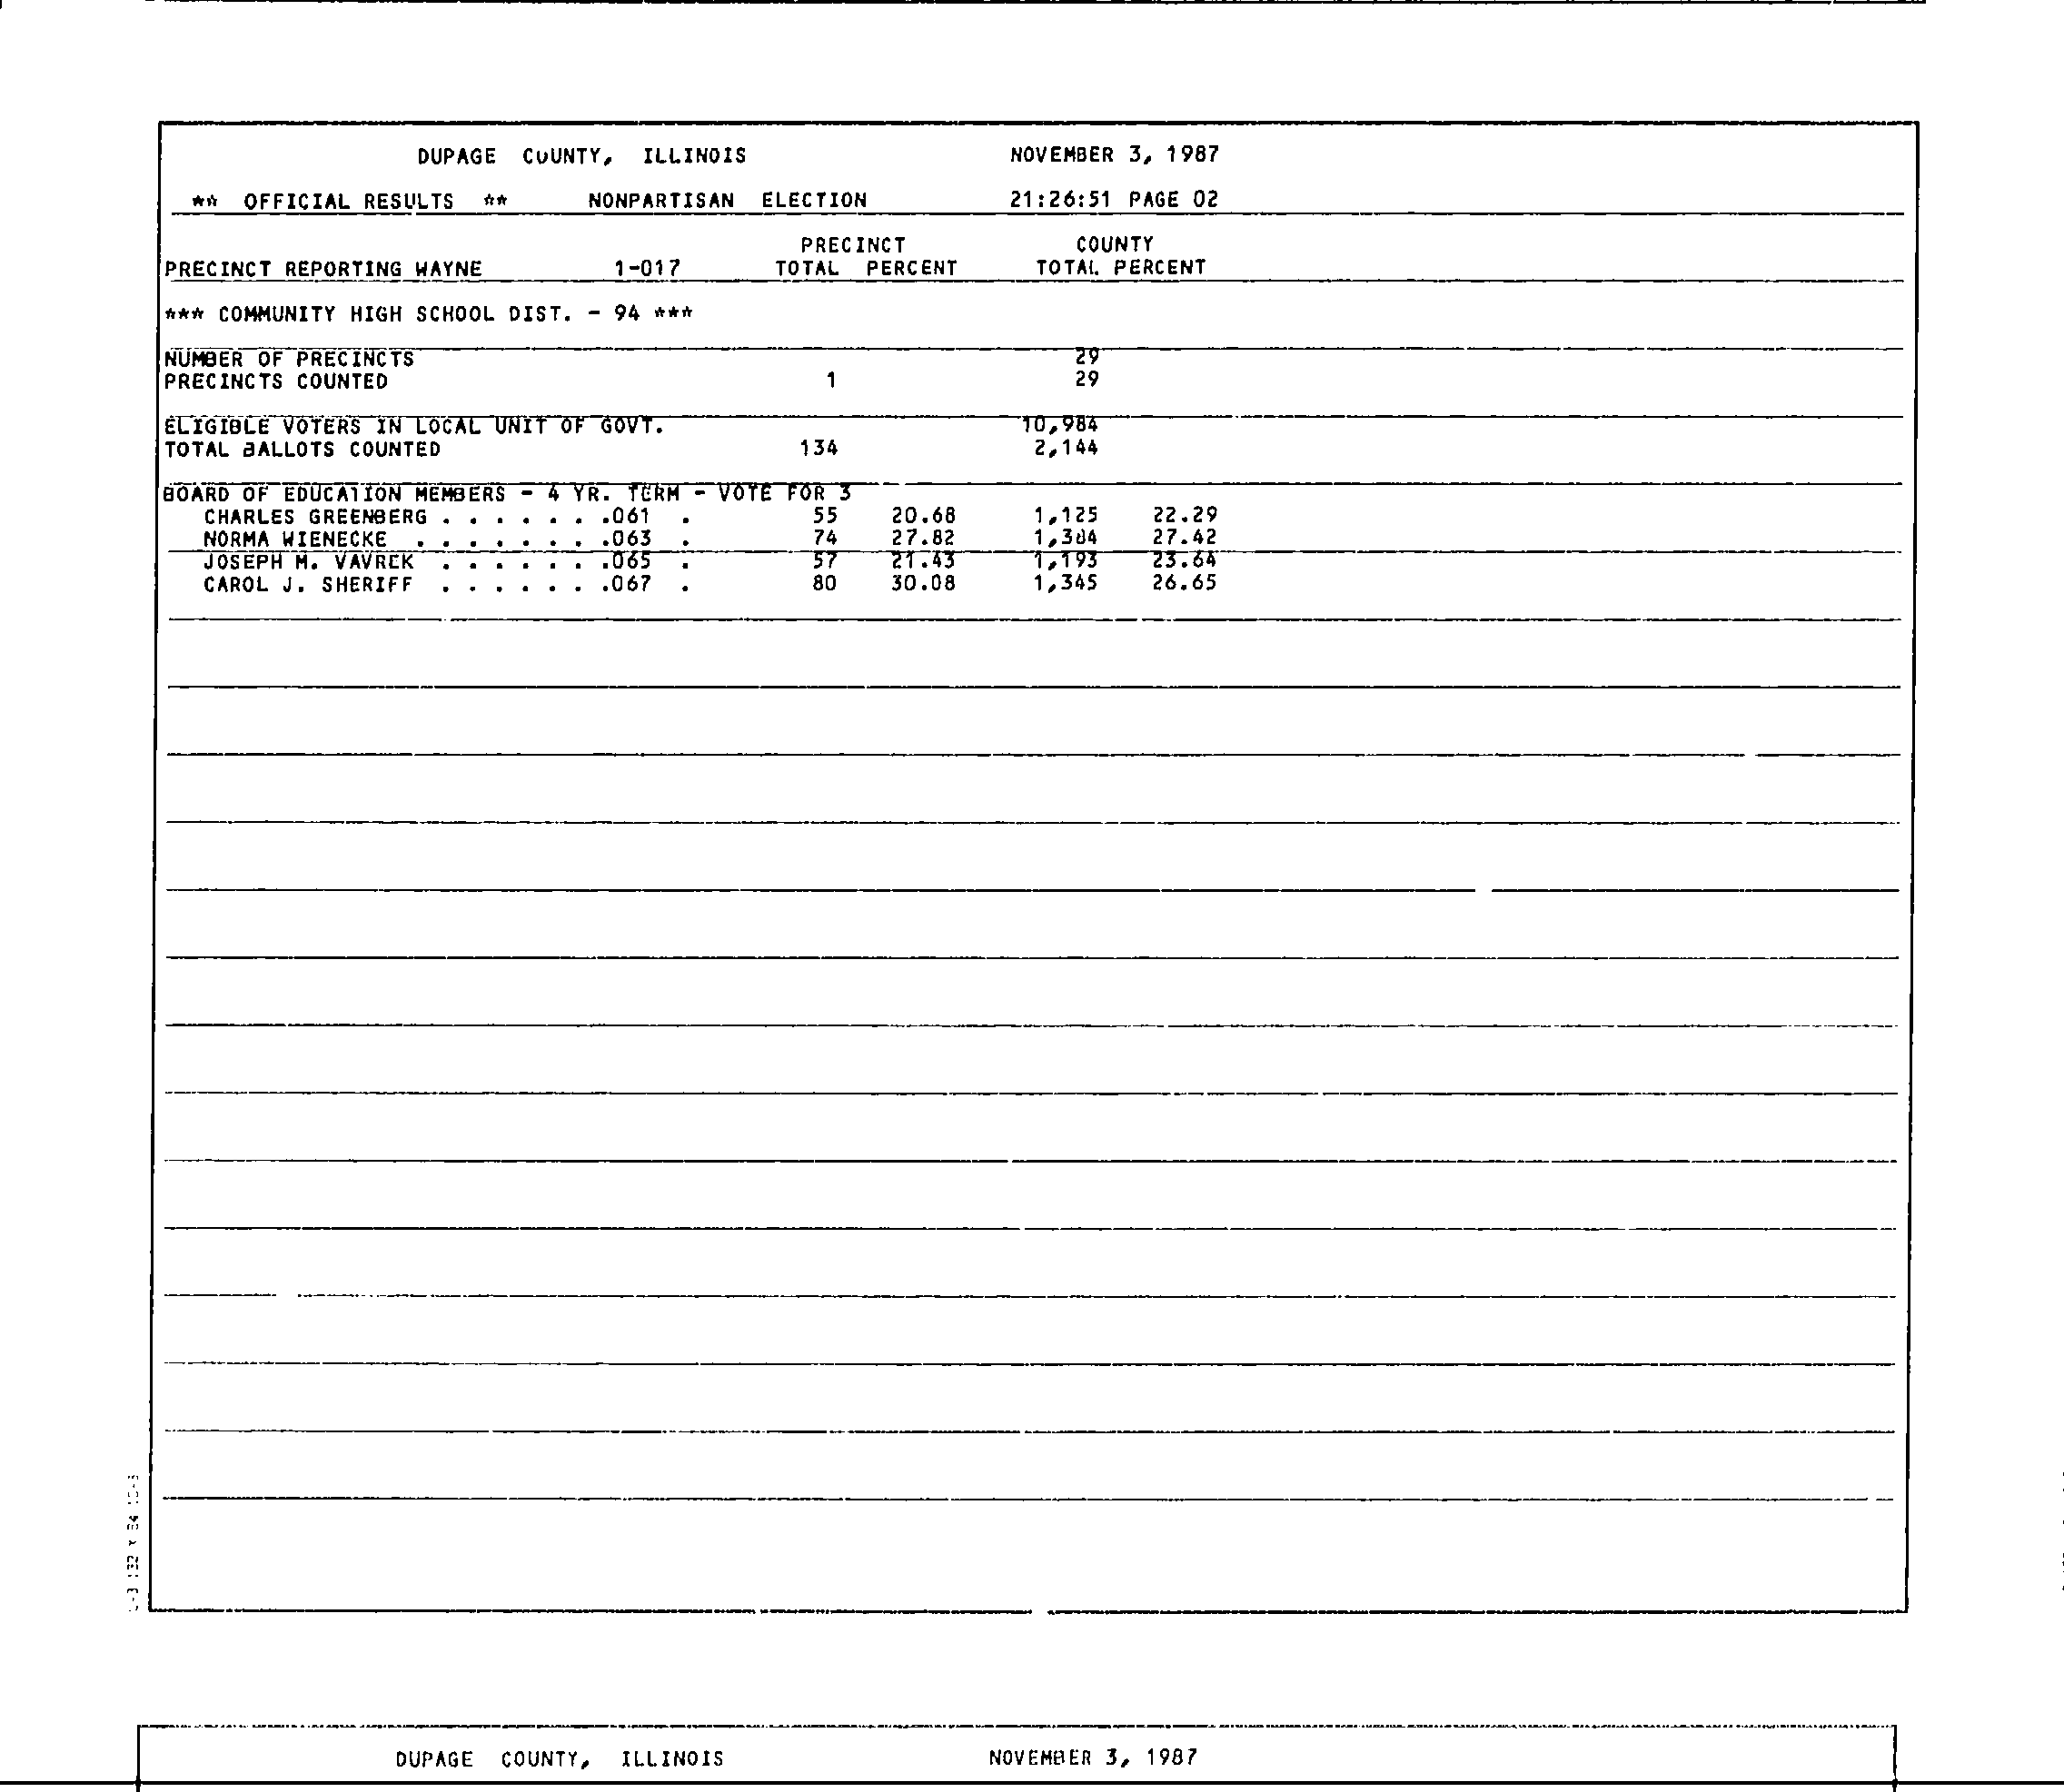 DUPAGE COUNTY, ILLINOIS NOVEMBER 3, 1987
** OFFICIAL RESULTS ** NONPARTISAN ELECTION 21:26:51 PAGE 02
PRECINCT COUNTY
PRECINCT REPORTING WAYNE 1-017 TOTAL PERCENT TOTAL PERCENT
*** COMMUNITY HIGH SCHOOL DIST. - 94 ***
NUMBER OF PRECINCTS 29
PRECINCTS COUNTED 1 29
ELIGIBLE VOTERS IN LOCAL UNIT OF GOVT. 10,984
TOTAL BALLOTS COUNTED 134 2,144
BOARD OF EDUCATION MEMBERS - 4 YR. TERM - VOTE FOR 3
CHARLES GREENBERG . . . . . . .061 . 55 20.68 1,125 22.29
NORMA WIENECKE . . . . . . . .063 . 74 27.82 1,384 27.42
JOSEPH M. VAVREK . . . . . . .065 . 57 21.43 1,193 23.64
CAROL J. SHERIFF . . . . . . .067 . 80 30.08 1,345 26.65
DUPAGE COUNTY, ILLINOIS NOVEMBER 3, 1987